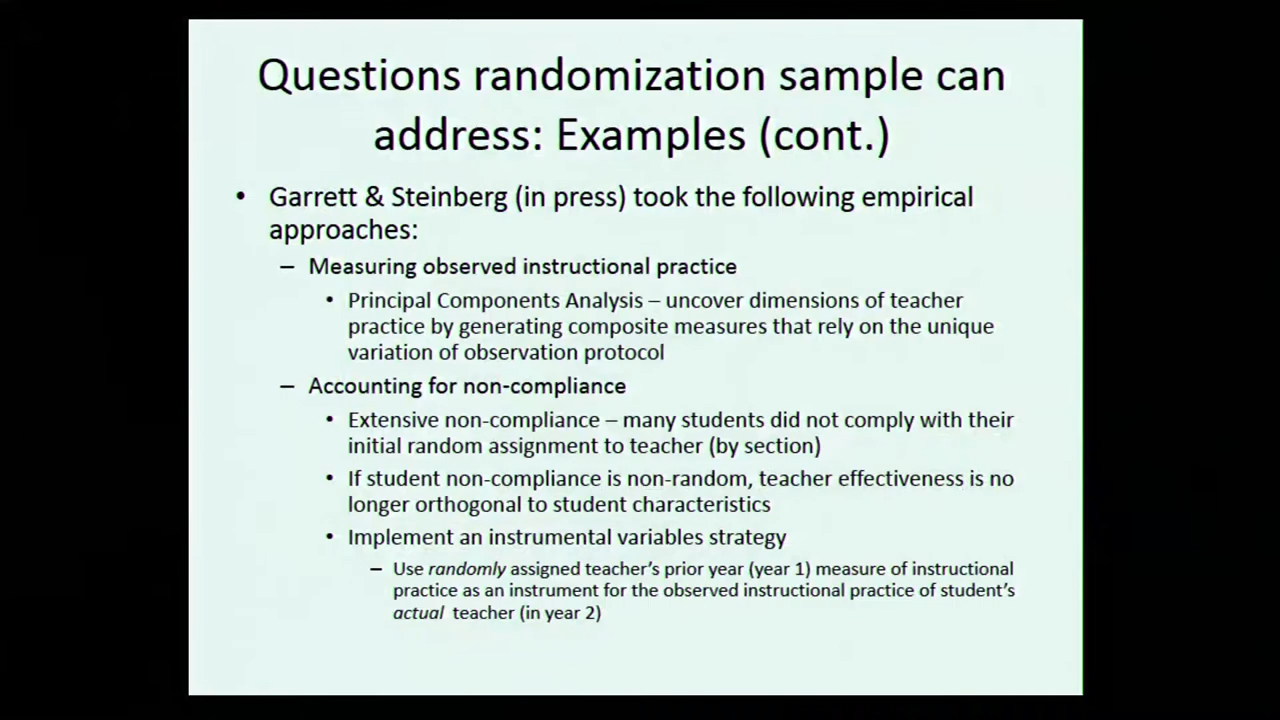 Questions randomization sample can
address: Examples (cont.)
• Garrett & Steinberg (in press) took the following empirical
approaches:
– Measuring observed instructional practice
• Principal Components Analysis – uncover dimensions of teacher
practice by generating composite measures that rely on the unique
variation of observation protocol
– Accounting for non-compliance
• Extensive non-compliance – many students did not comply with their
initial random assignment to teacher (by section)
• If student non-compliance is non-random, teacher effectiveness is no
longer orthogonal to student characteristics
• Implement an instrumental variables strategy
– Use randomly assigned teacher's prior year (year 1) measure of instructional
practice as an instrument for the observed instructional practice of student's
actual teacher (in year 2)